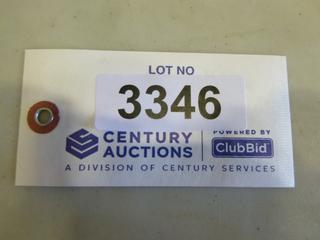 LOT NO
3346
CENTURY
AUCTIONS
POWERED BY
ClubBid
A DIVISION OF CENTURY SERVICES